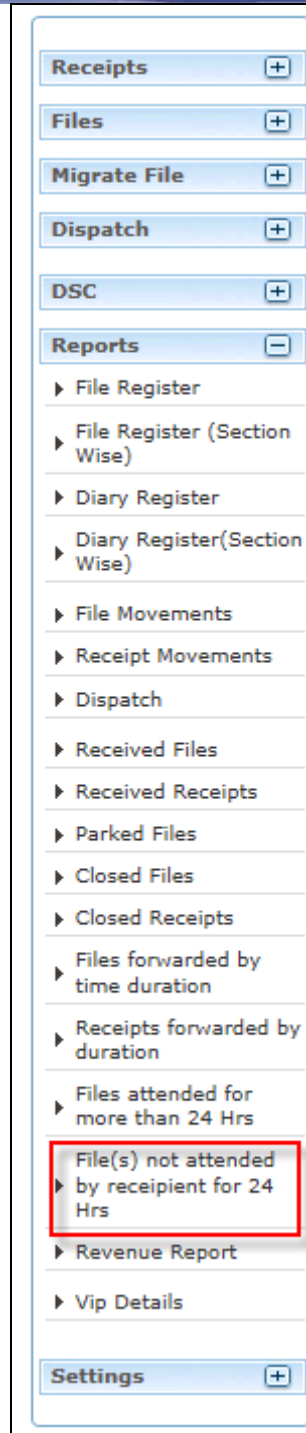 Receipts
Files
Migrate File
Dispatch
DSC
Reports
File Register
File Register (Section
Wise)
Diary Register
Diary Register(Section
Wise)
File Movements
Receipt Movements
Dispatch
Received Files
Received Receipts
Parked Files
Closed Files
Closed Receipts
Files forwarded by
time duration
Receipts forwarded by
duration
Files attended for
more than 24 Hrs
File(s) not attended
by receipient for 24
Hrs
Revenue Report
Vip Details
Settings